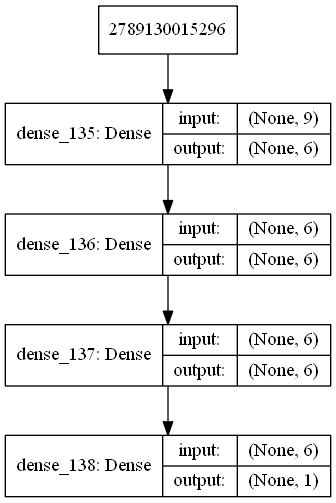 2789130015296
dense_135: Dense
input: (None, 9)
output: (None, 6)
dense_136: Dense
input: (None, 6)
output: (None, 6)
dense_137: Dense
input: (None, 6)
output: (None, 6)
dense_138: Dense
input: (None, 6)
output: (None, 1)